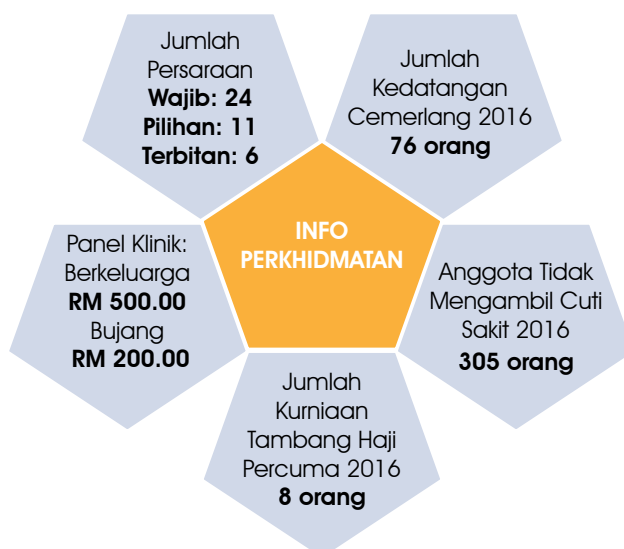 Jumlah
Persaraan
Wajib: 24
Pilihan: 11
Terbitan: 6
Jumlah
Kedatangan
Cemerlang 2016
76 orang
INFO
PERKHIDMATAN
Panel Klinik:
Berkeluarga
RM 500.00
Bujang
RM 200.00
Anggota Tidak
Mengambil Cuti
Sakit 2016
305 orang
Jumlah
Kurniaan
Tambang Haji
Percuma 2016
8 orang